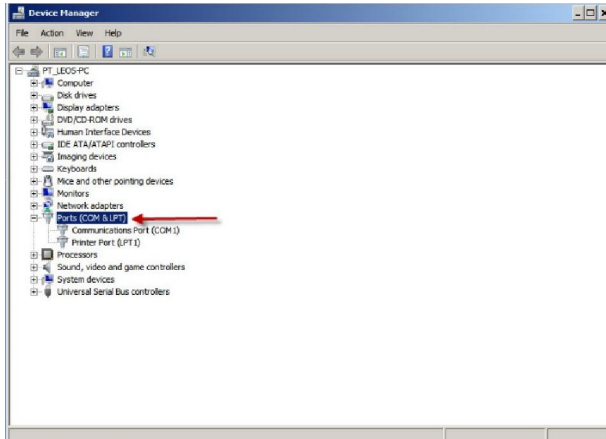 Device Manager
File Action View Help
PT_LEOS-PC
Computer
Disk drives
Display adapters
DVD/CD-ROM drives
Human Interface Devices
IDE ATA/ATAPI controllers
Imaging devices
Keyboards
Mice and other pointing devices
Monitors
Network adapters
Ports (COM & LPT)
Communications Port (COM1)
Printer Port (LPT1)
Processors
Sound, video and game controllers
System devices
Universal Serial Bus controllers